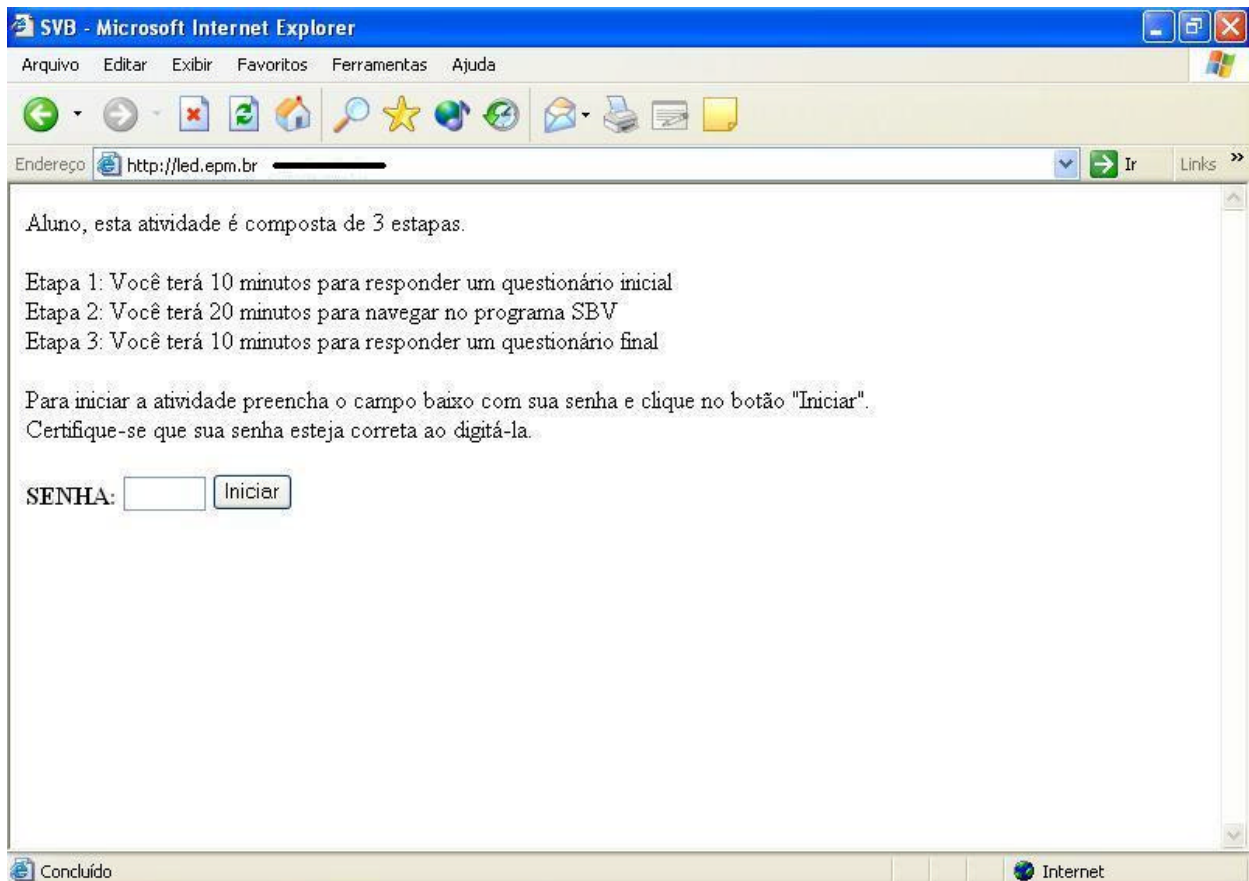 SVB - Microsoft Internet Explorer
Arquivo Editar Exibir Favoritos Ferramentas Ajuda
Endereço http://led.epm.br Ir Links »
Aluno, esta atividade é composta de 3 estapas.
Etapa 1: Você terá 10 minutos para responder um questionário inicial
Etapa 2: Você terá 20 minutos para navegar no programa SBV
Etapa 3: Você terá 10 minutos para responder um questionário final
Para iniciar a atividade preencha o campo baixo com sua senha e clique no botão "Iniciar".
Certifique-se que sua senha esteja correta ao digitá-la.
SENHA: Iniciar
Concluído Internet